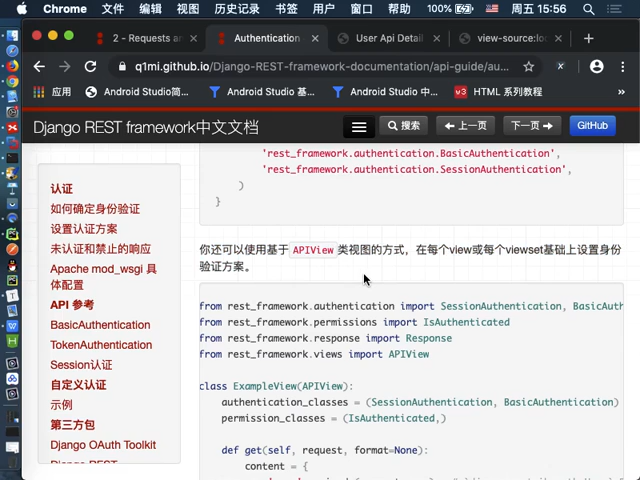 Chrome 文件 编辑 视图 历史记录 书签 用户 窗口 帮助 100% 周五 15:56
2 - Requests ar Authentication User Api Detail view-source:loc
q1mi.github.io/Django-REST-framework-documentation/api-guide/au...
应用 Android Studio简... Android Studio 基... Android Studio 中... v3 HTML 系列教程
Django REST framework中文文档 搜索 上一页 下一页 GitHub
'rest_framework.authentication.BasicAuthentication',
'rest_framework.authentication.SessionAuthentication',
)
}
认证
如何确定身份验证
设置认证方案
未认证和禁止的响应
Apache mod_wsgi 具
体配置
API 参考
BasicAuthentication
TokenAuthentication
Session认证
自定义认证
示例
第三方包
Django OAuth Toolkit
Django REST
你还可以使用基于 APIView 类视图的方式，在每个view或每个viewset基础上设置身份
验证方案。
from rest_framework.authentication import SessionAuthentication, BasicAuth
from rest_framework.permissions import IsAuthenticated
from rest_framework.response import Response
from rest_framework.views import APIView
class ExampleView(APIView):
authentication_classes = (SessionAuthentication, BasicAuthentication)
permission_classes = (IsAuthenticated,)
def get(self, request, format=None):
content = {